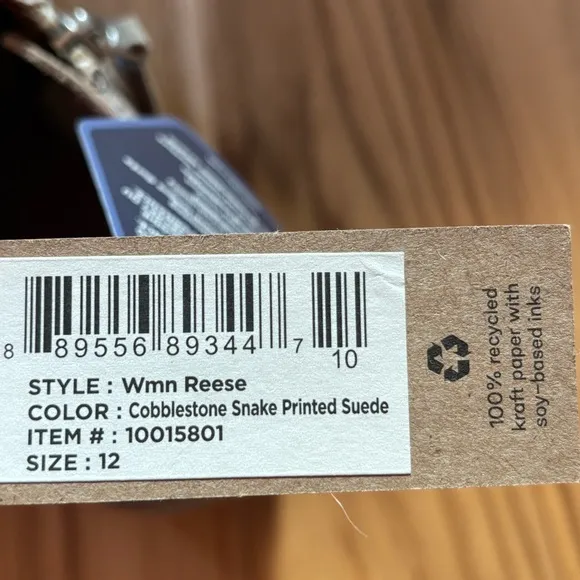 8 89556 89344 7 10
STYLE : Wmn Reese
COLOR : Cobblestone Snake Printed Suede
ITEM # : 10015801
SIZE : 12
100% recycled
kraft paper with
soy-based inks